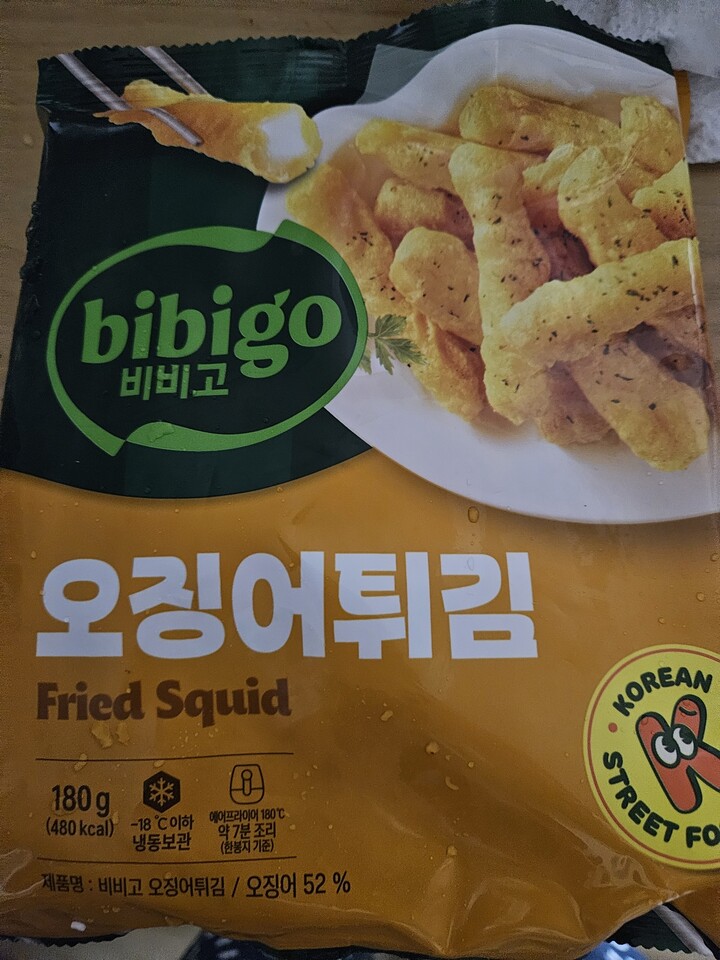 bibigo
비비고
오징어튀김
Fried Squid
180 g
(480 kcal)
-18 ℃ 이하
냉동보관
에어프라이어 180℃
약 7분 조리
(한봉지 기준)
제품명 : 비비고 오징어튀김 / 오징어 52 %
KOREAN
STREET FO